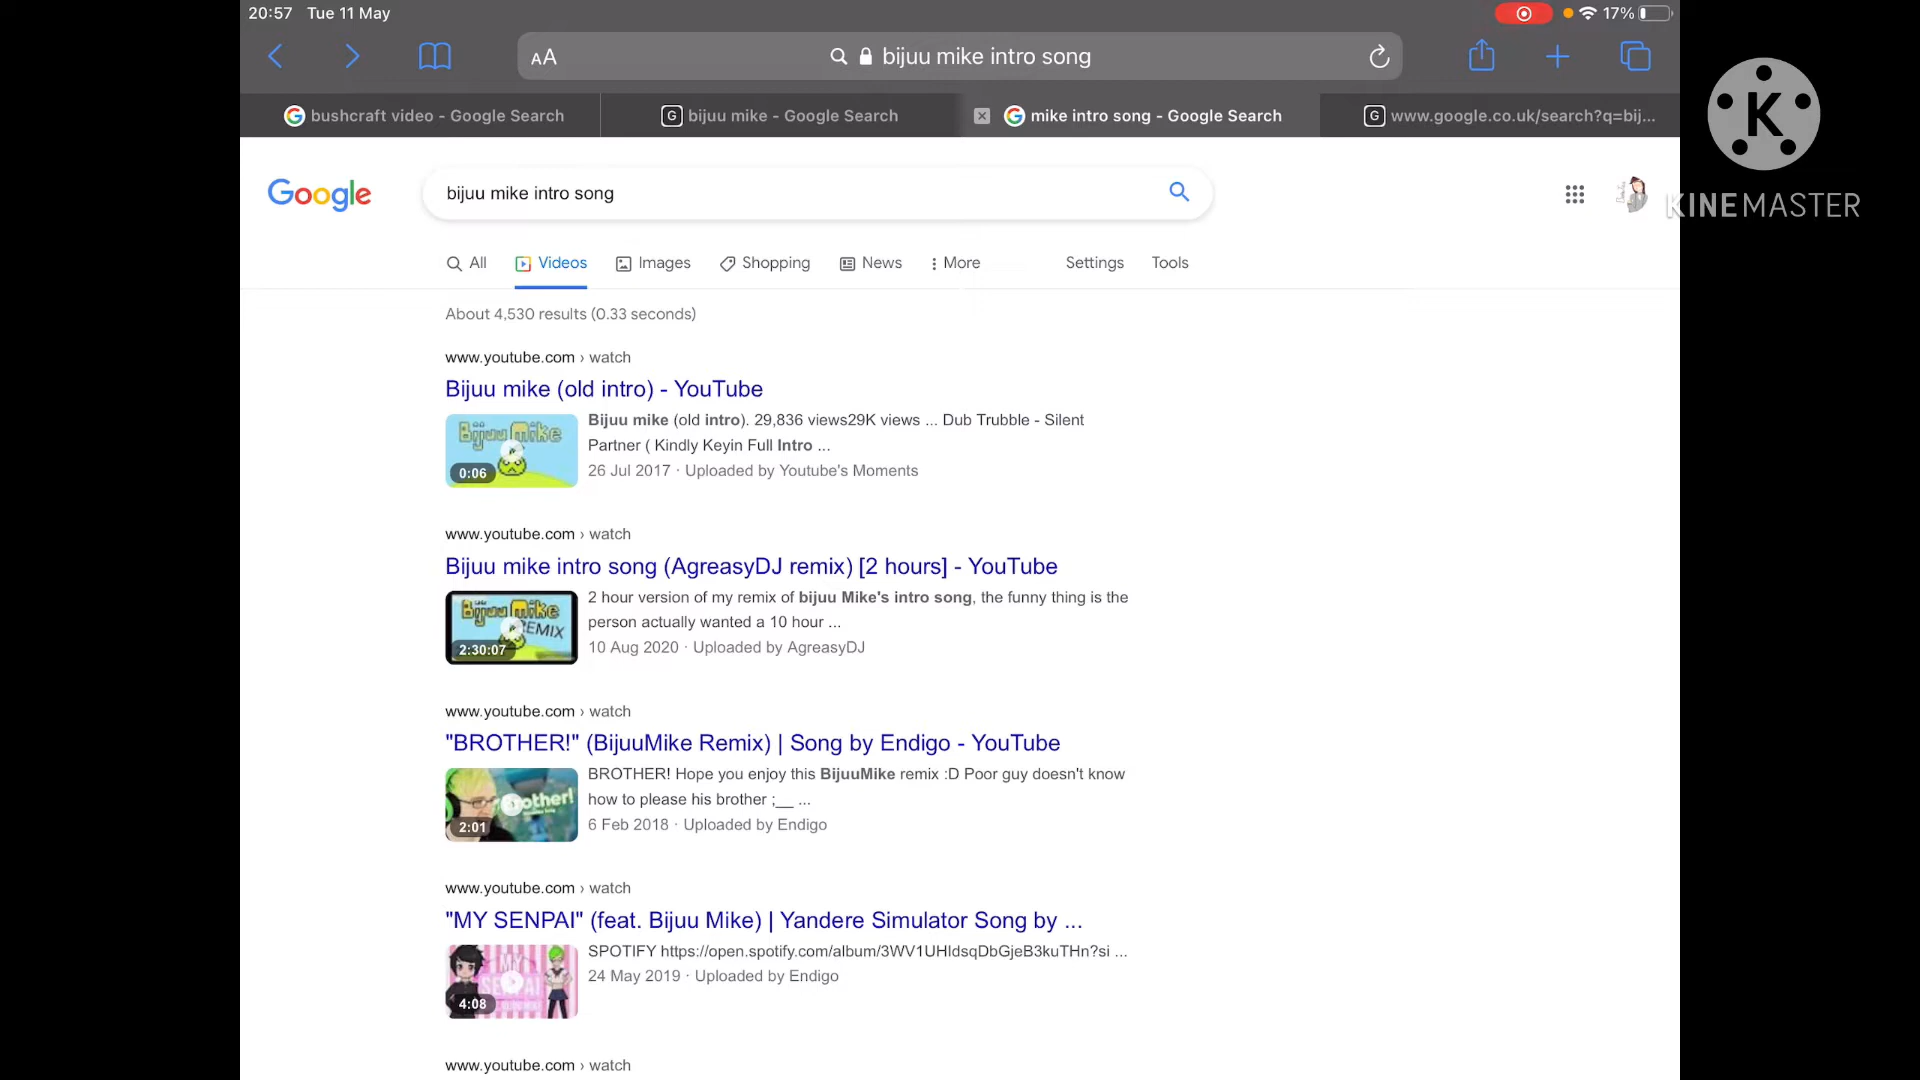 20:57 Tue 11 May
17%
AA
bijuu mike intro song
bushcraft video - Google Search
G bijuu mike - Google Search
mike intro song - Google Search
G www.google.co.uk/search?q=bij...
K
KINEMASTER
Google
bijuu mike intro song
All Videos Images Shopping News More Settings Tools
About 4,530 results (0.33 seconds)
www.youtube.com › watch
Bijuu mike (old intro) - YouTube
Bijuu Mike
0:06
Bijuu mike (old intro). 29,836 views29K views ... Dub Trubble - Silent
Partner ( Kindly Keyin Full Intro ...
26 Jul 2017 · Uploaded by Youtube's Moments
www.youtube.com › watch
Bijuu mike intro song (AgreasyDJ remix) [2 hours] - YouTube
Bijuu Mike
REMIX
2:30:07
2 hour version of my remix of bijuu Mike's intro song, the funny thing is the
person actually wanted a 10 hour ...
10 Aug 2020 · Uploaded by AgreasyDJ
www.youtube.com › watch
"BROTHER!" (BijuuMike Remix) | Song by Endigo - YouTube
Brother!
2:01
BROTHER! Hope you enjoy this BijuuMike remix :D Poor guy doesn't know
how to please his brother ;__ ...
6 Feb 2018 · Uploaded by Endigo
www.youtube.com › watch
"MY SENPAI" (feat. Bijuu Mike) | Yandere Simulator Song by ...
MY
SENPAI
4:08
SPOTIFY https://open.spotify.com/album/3WV1UHIdsqDbGjeB3kuTHn?si ...
24 May 2019 · Uploaded by Endigo
www.youtube.com › watch